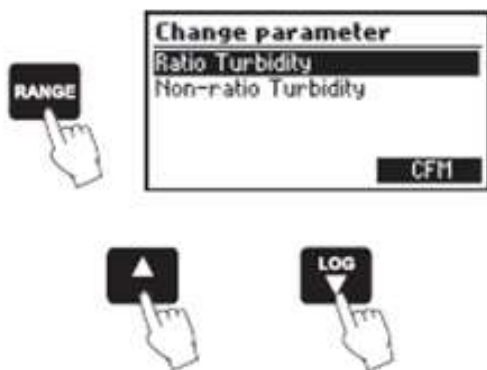 Change parameter
Ratio Turbidity
RANGE
Non-ratio Turbidity
CFM
LOG